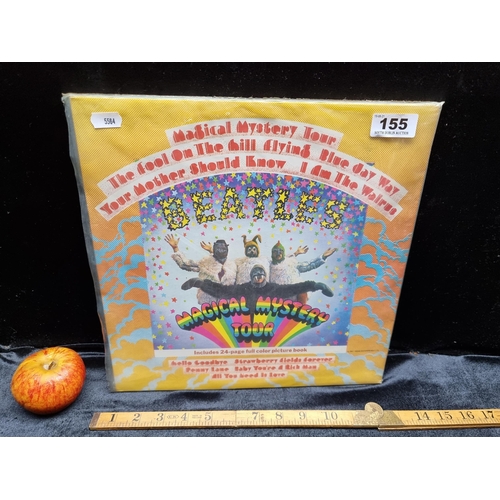 5564
155
Magical Mystery Tour
The Fool On The Hill Flying Blue Jay Way
Your Mother Should Know I Am The Walrus
BEATLES
MAGICAL MYSTERY
TOUR
Includes 24-page full color picture book
Hello Goodbye Strawberry Fields Forever
Penny Lane Baby You're A Rich Man
All You Need Is Love
1 2 3 4 5 7 8 9 10 14 15 16 17